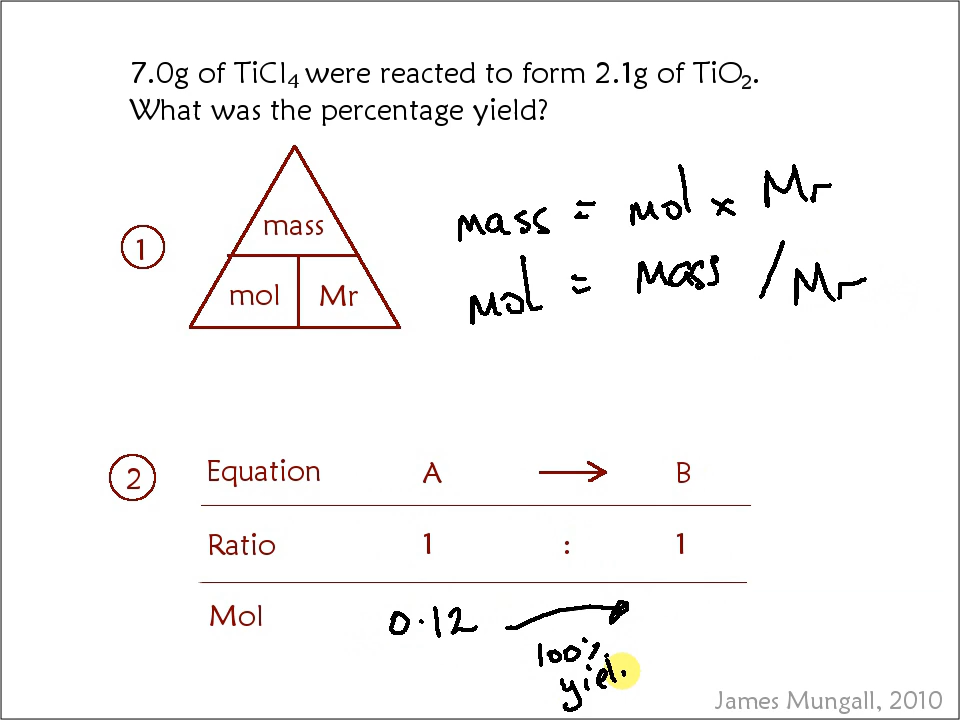 7.0g of TiCl₄ were reacted to form 2.1g of TiO₂.
What was the percentage yield?
1
mass
mol Mr
mass = mol x Mr
mol = mass / Mr
2
Equation A → B
Ratio 1 : 1
Mol 0.12
100%
yiel.
James Mungall, 2010